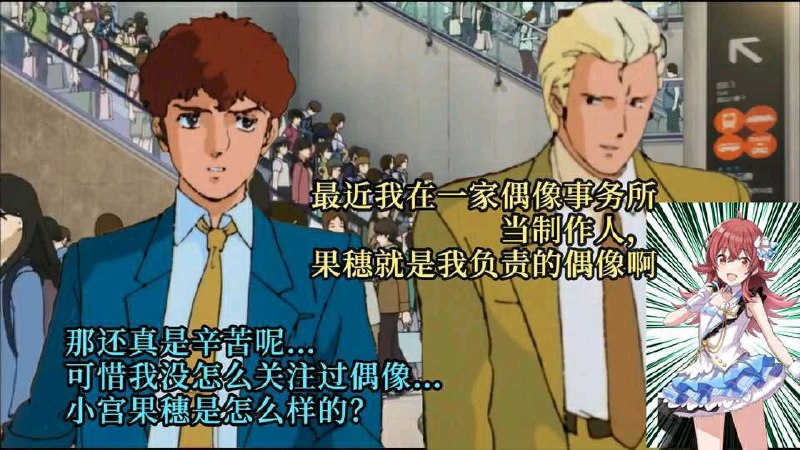 最近我在一家偶像事务所
当制作人，
果穗就是我负责的偶像啊
那还真是辛苦呢...
可惜我没怎么关注过偶像...
小宫果穗是怎么样的？